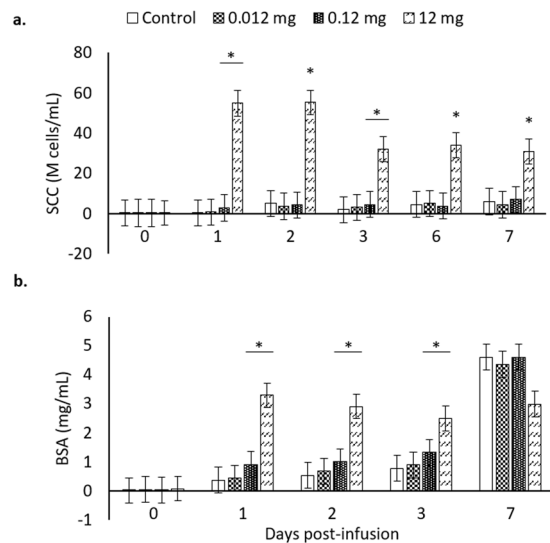 a.
Control 0.012 mg 0.12 mg 12 mg
SCC (M cells/mL)
80
60
40
20
0
-20
* * * * *
0 1 2 3 6 7
b.
BSA (mg/mL)
6
5
4
3
2
1
0
-1
* * *
0 1 2 3 7
Days post-infusion